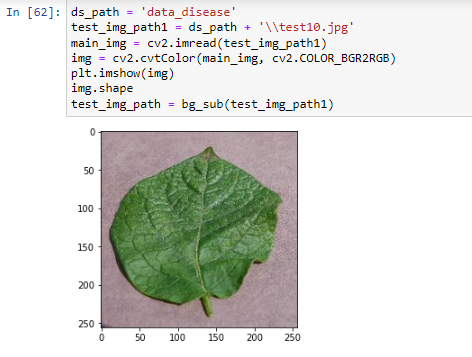 In [62]: ds_path = 'data_disease'
test_img_path1 = ds_path + '\\test10.jpg'
main_img = cv2.imread(test_img_path1)
img = cv2.cvtColor(main_img, cv2.COLOR_BGR2RGB)
plt.imshow(img)
img.shape
test_img_path = bg_sub(test_img_path1)
0
50
100
150
200
250
0 50 100 150 200 250